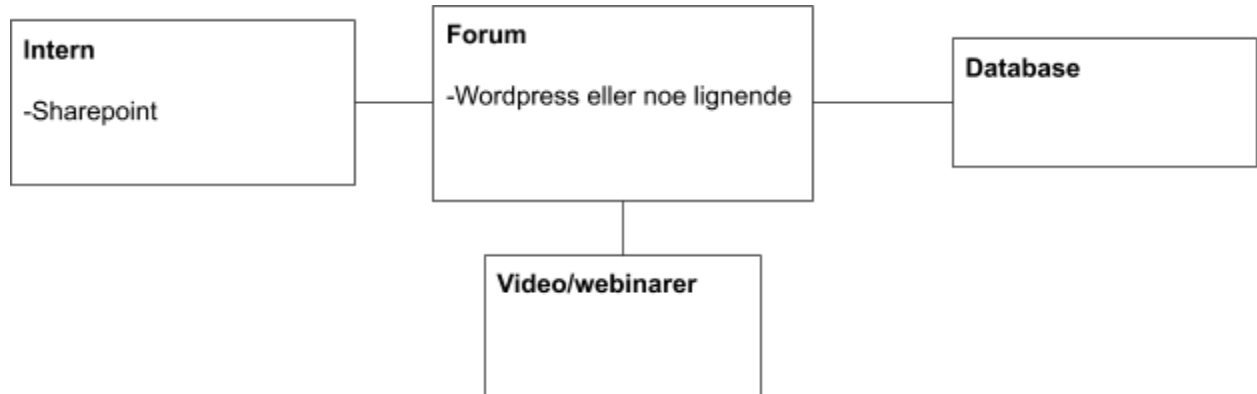 Intern
-Sharepoint
Forum
-Wordpress eller noe lignende
Database
Video/webinarer